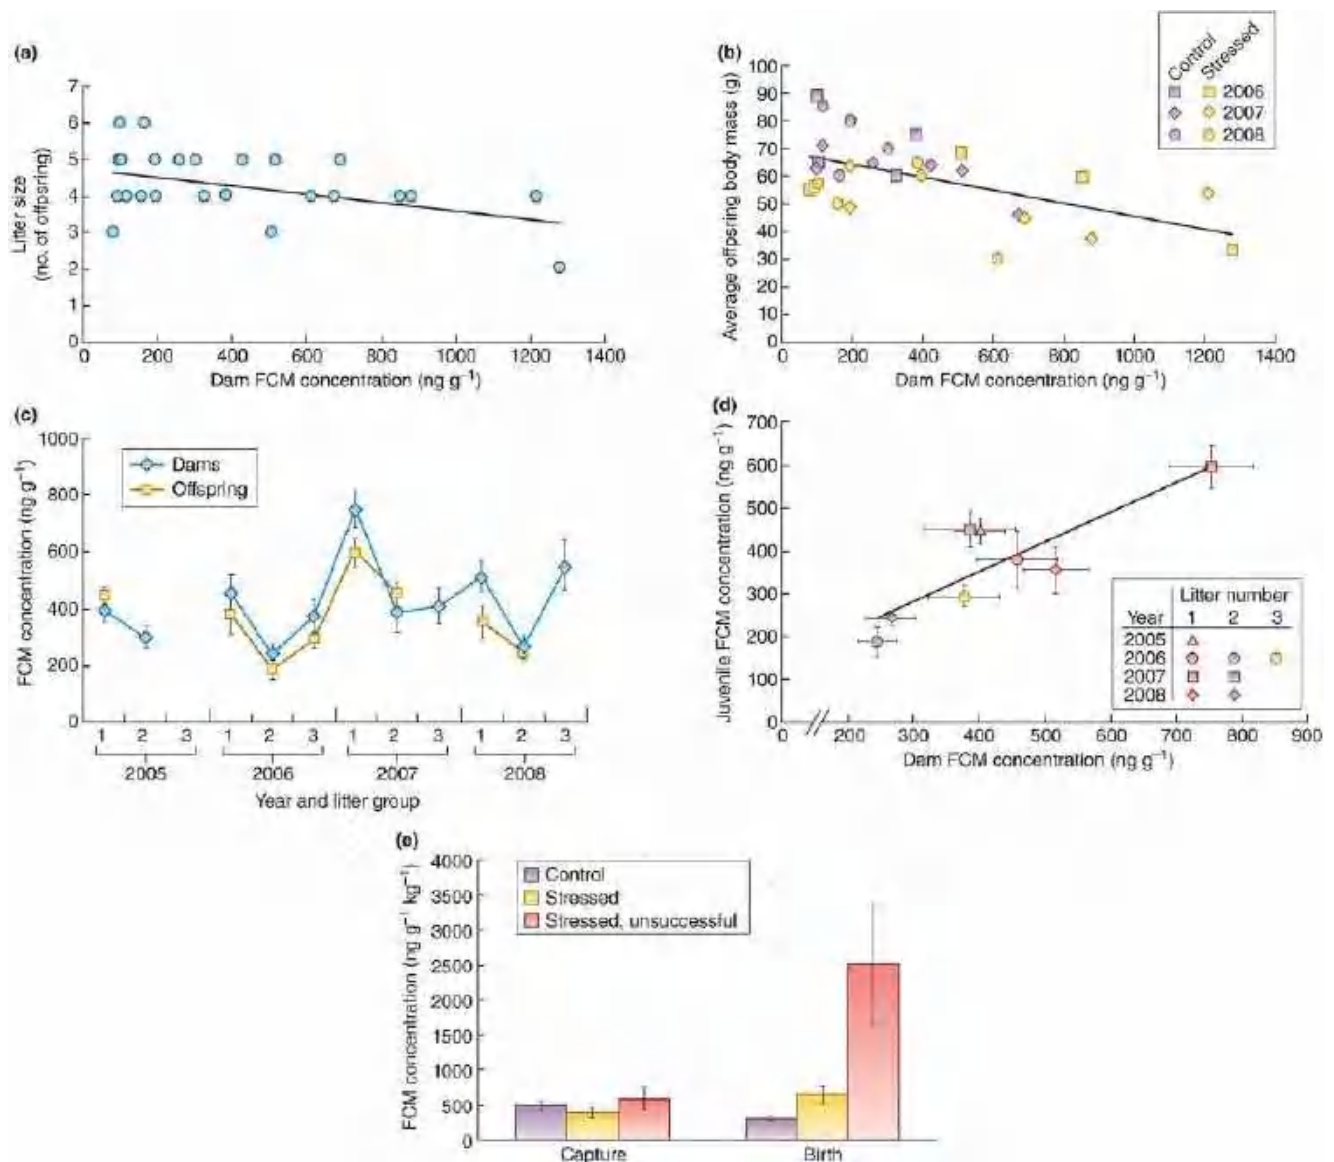 (a)
7
6
5
4
3
2
1
0
Litter size
(no. of offspring)
0 200 400 600 800 1000 1200 1400
Dam FCM concentration (ng g⁻¹)
(b)
Control
Stressed
2006
2007
2008
100
90
80
70
60
50
40
30
20
10
0
Average offspring body mass (g)
0 200 400 600 800 1000 1200 1400
Dam FCM concentration (ng g⁻¹)
(c)
1000
800
600
400
200
0
FCM concentration (ng g⁻¹)
Dams
Offspring
1 2 3 1 2 3 1 2 3 1 2 3
2005 2006 2007 2008
Year and litter group
(d)
700
600
500
400
300
200
100
0
Juvenile FCM concentration (ng g⁻¹)
Litter number
Year 1 2 3
2005
2006
2007
2008
0 200 300 400 500 600 700 800 900
Dam FCM concentration (ng g⁻¹)
(e)
4000
3500
3000
2500
2000
1500
1000
500
0
FCM concentration (ng g⁻¹ kg⁻¹)
Control
Stressed
Stressed, unsuccessful
Capture Birth